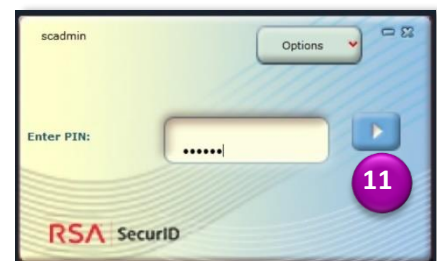 scadmin
Options
Enter PIN:
••••••
11
RSA SecurID